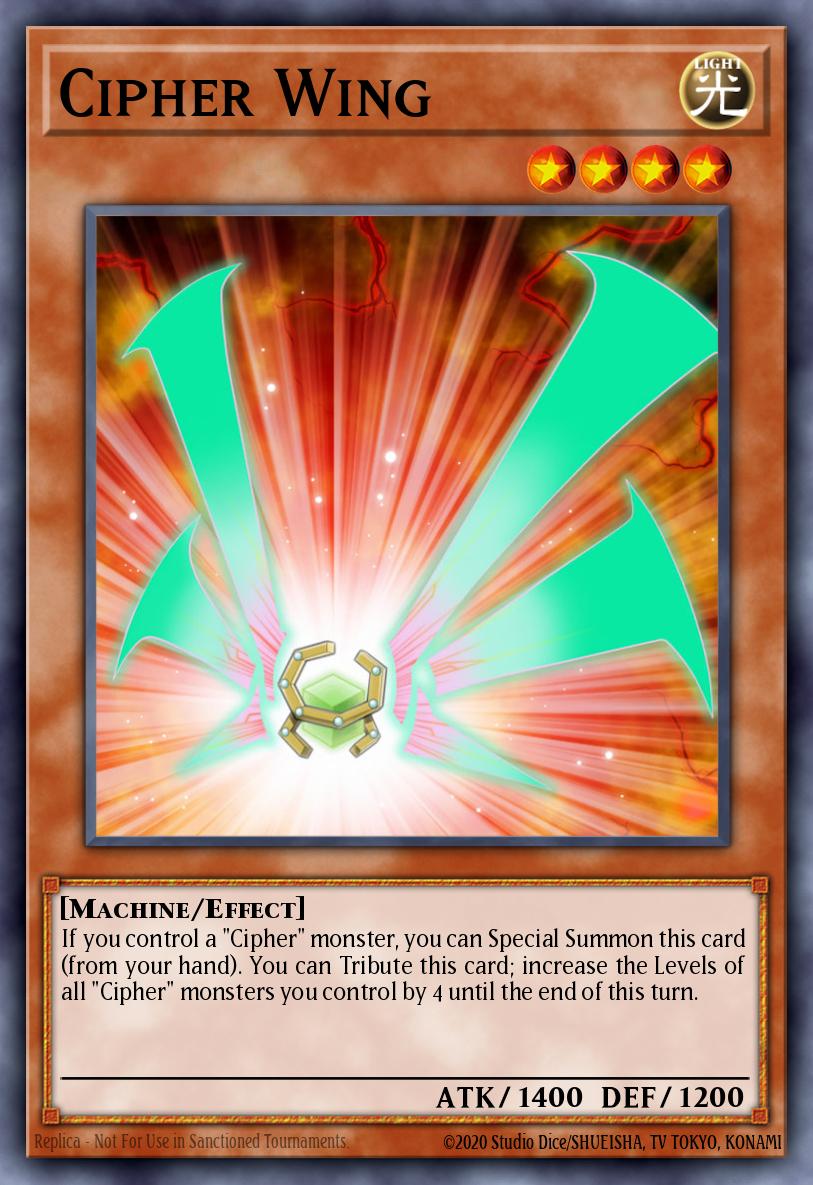 Cipher Wing
LIGHT
光
[Machine/Effect]
If you control a "Cipher" monster, you can Special Summon this card
(from your hand). You can Tribute this card; increase the Levels of
all "Cipher" monsters you control by 4 until the end of this turn.
ATK/1400 DEF/1200
Replica - Not For Use in Sanctioned Tournaments.
©2020 Studio Dice/SHUEISHA, TV TOKYO, KONAMI